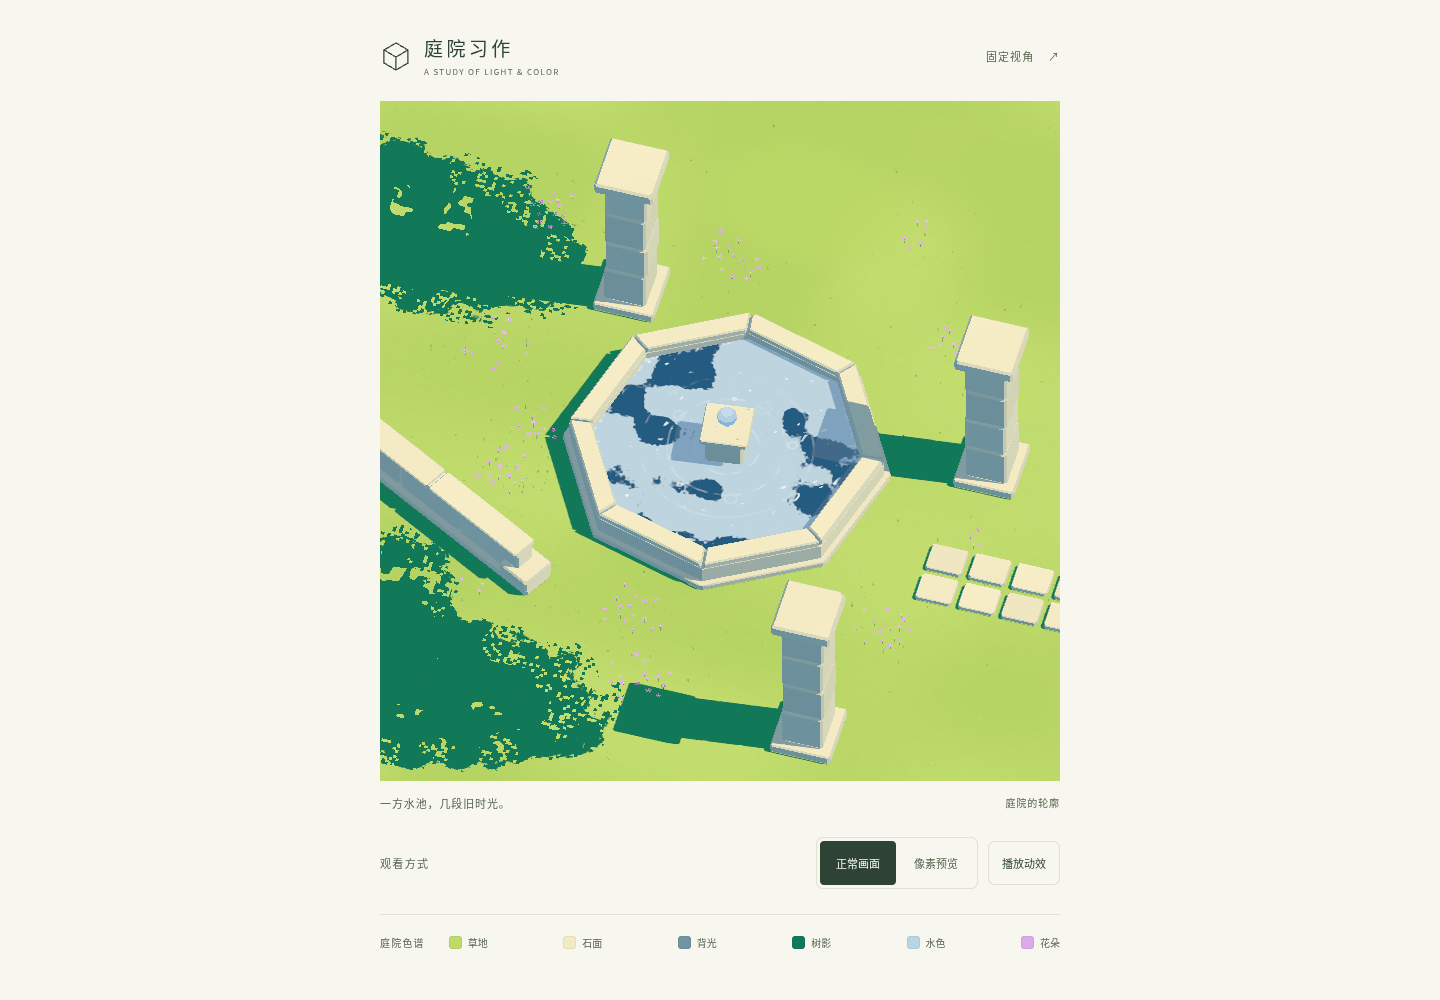 庭院习作
A STUDY OF LIGHT & COLOR
固定视角 ↗
一方水池，几段旧时光。
庭院的轮廓
观看方式
正常画面
像素预览
播放动效
庭院色谱
草地
石面
背光
树影
水色
花朵